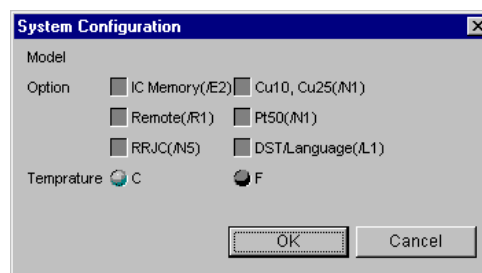 System Configuration
Model
Option IC Memory(/E2) Cu10, Cu25(/N1)
Remote(/R1) Pt50(/N1)
RRJC(/N5) DST/Language(/L1)
Temprature C F
OK Cancel